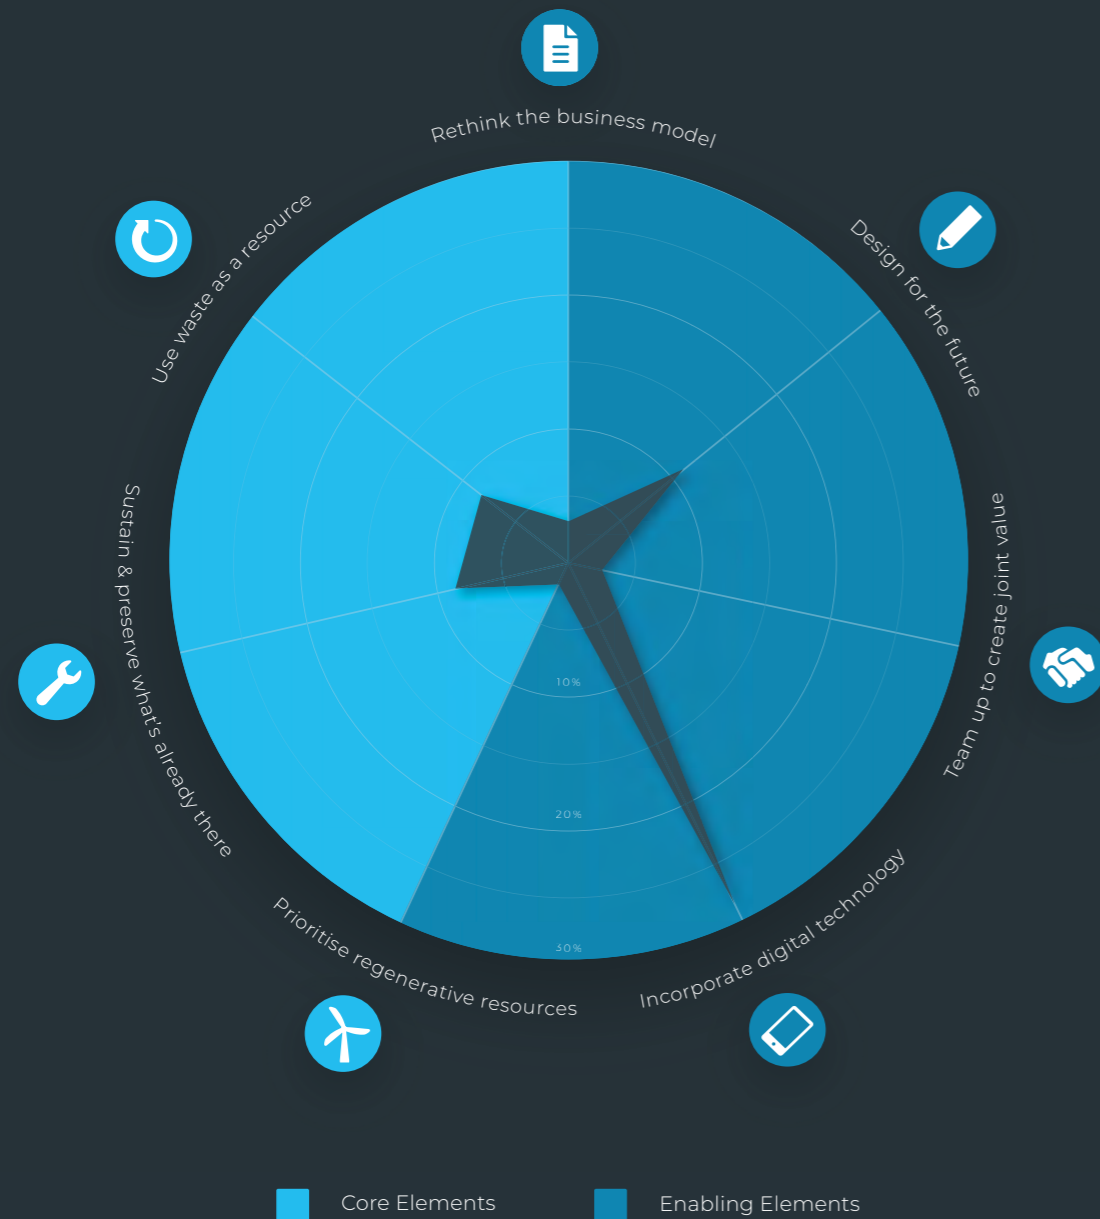 Rethink the business model
Use waste as a resource
Design for the future
Sustain & preserve what's already there
Team up to create joint value
10%
20%
30%
Prioritise regenerative resources
Incorporate digital technology
Core Elements
Enabling Elements